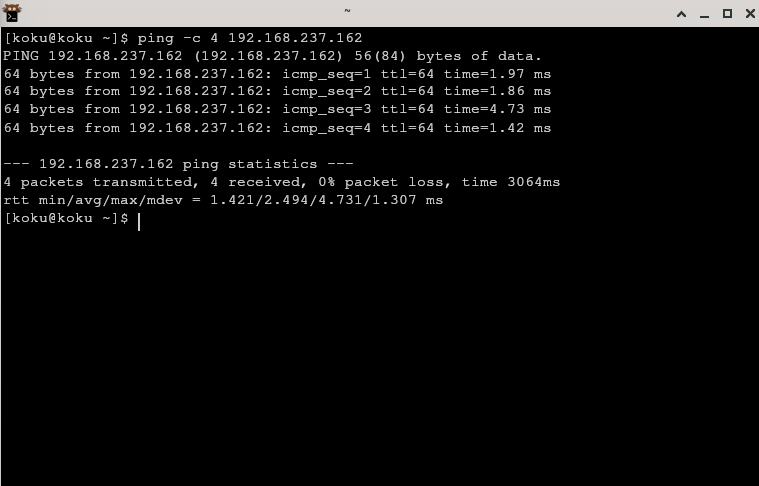 ~
[koku@koku ~]$ ping -c 4 192.168.237.162
PING 192.168.237.162 (192.168.237.162) 56(84) bytes of data.
64 bytes from 192.168.237.162: icmp_seq=1 ttl=64 time=1.97 ms
64 bytes from 192.168.237.162: icmp_seq=2 ttl=64 time=1.86 ms
64 bytes from 192.168.237.162: icmp_seq=3 ttl=64 time=4.73 ms
64 bytes from 192.168.237.162: icmp_seq=4 ttl=64 time=1.42 ms
--- 192.168.237.162 ping statistics ---
4 packets transmitted, 4 received, 0% packet loss, time 3064ms
rtt min/avg/max/mdev = 1.421/2.494/4.731/1.307 ms
[koku@koku ~]$